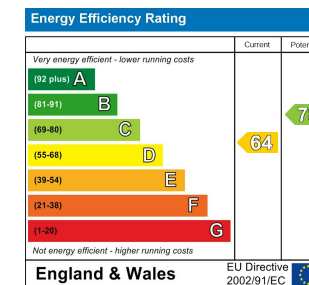 Energy Efficiency Rating
Current
Very energy efficient - lower running costs
(92 plus) A
(81-91) B
(69-80) C
(55-68) D
64
(39-54) E
(21-38) F
(1-20) G
Not energy efficient - higher running costs
England & Wales
EU Directive
2002/91/EC